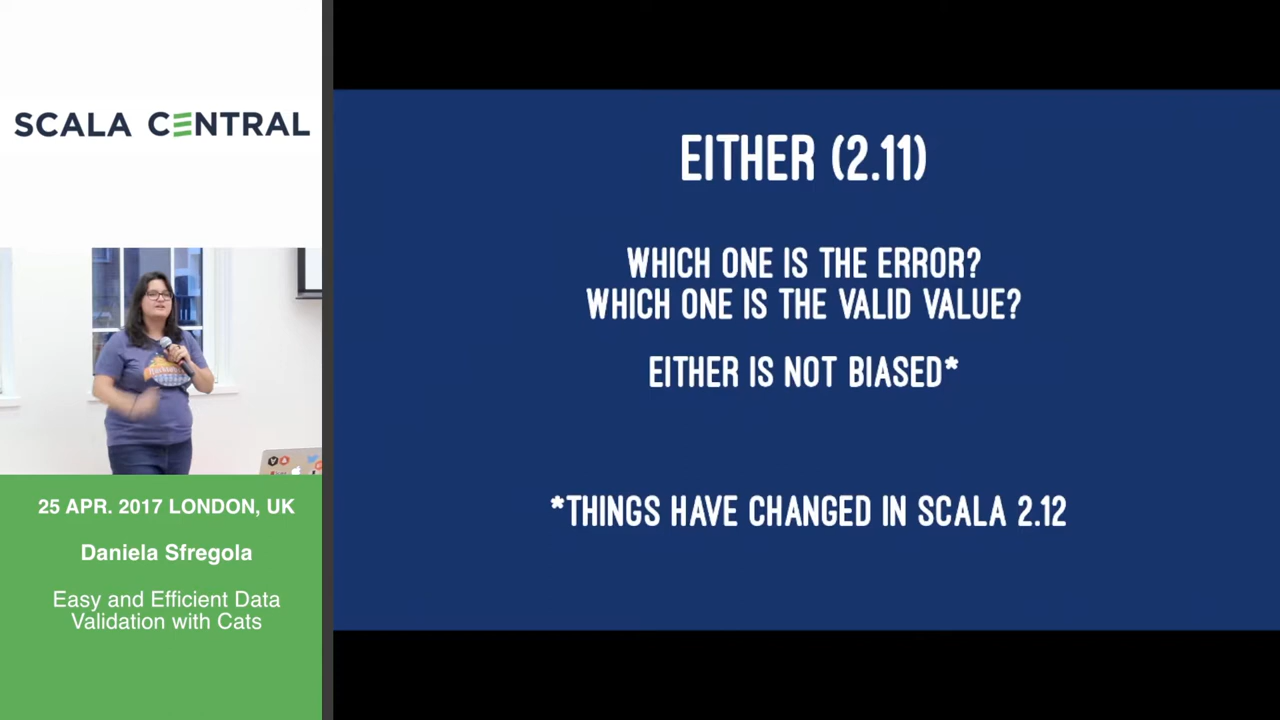 SCALA CENTRAL
25 APR. 2017 LONDON, UK
Daniela Sfregola
Easy and Efficient Data
Validation with Cats
EITHER (2.11)
WHICH ONE IS THE ERROR?
WHICH ONE IS THE VALID VALUE?
EITHER IS NOT BIASED*
*THINGS HAVE CHANGED IN SCALA 2.12